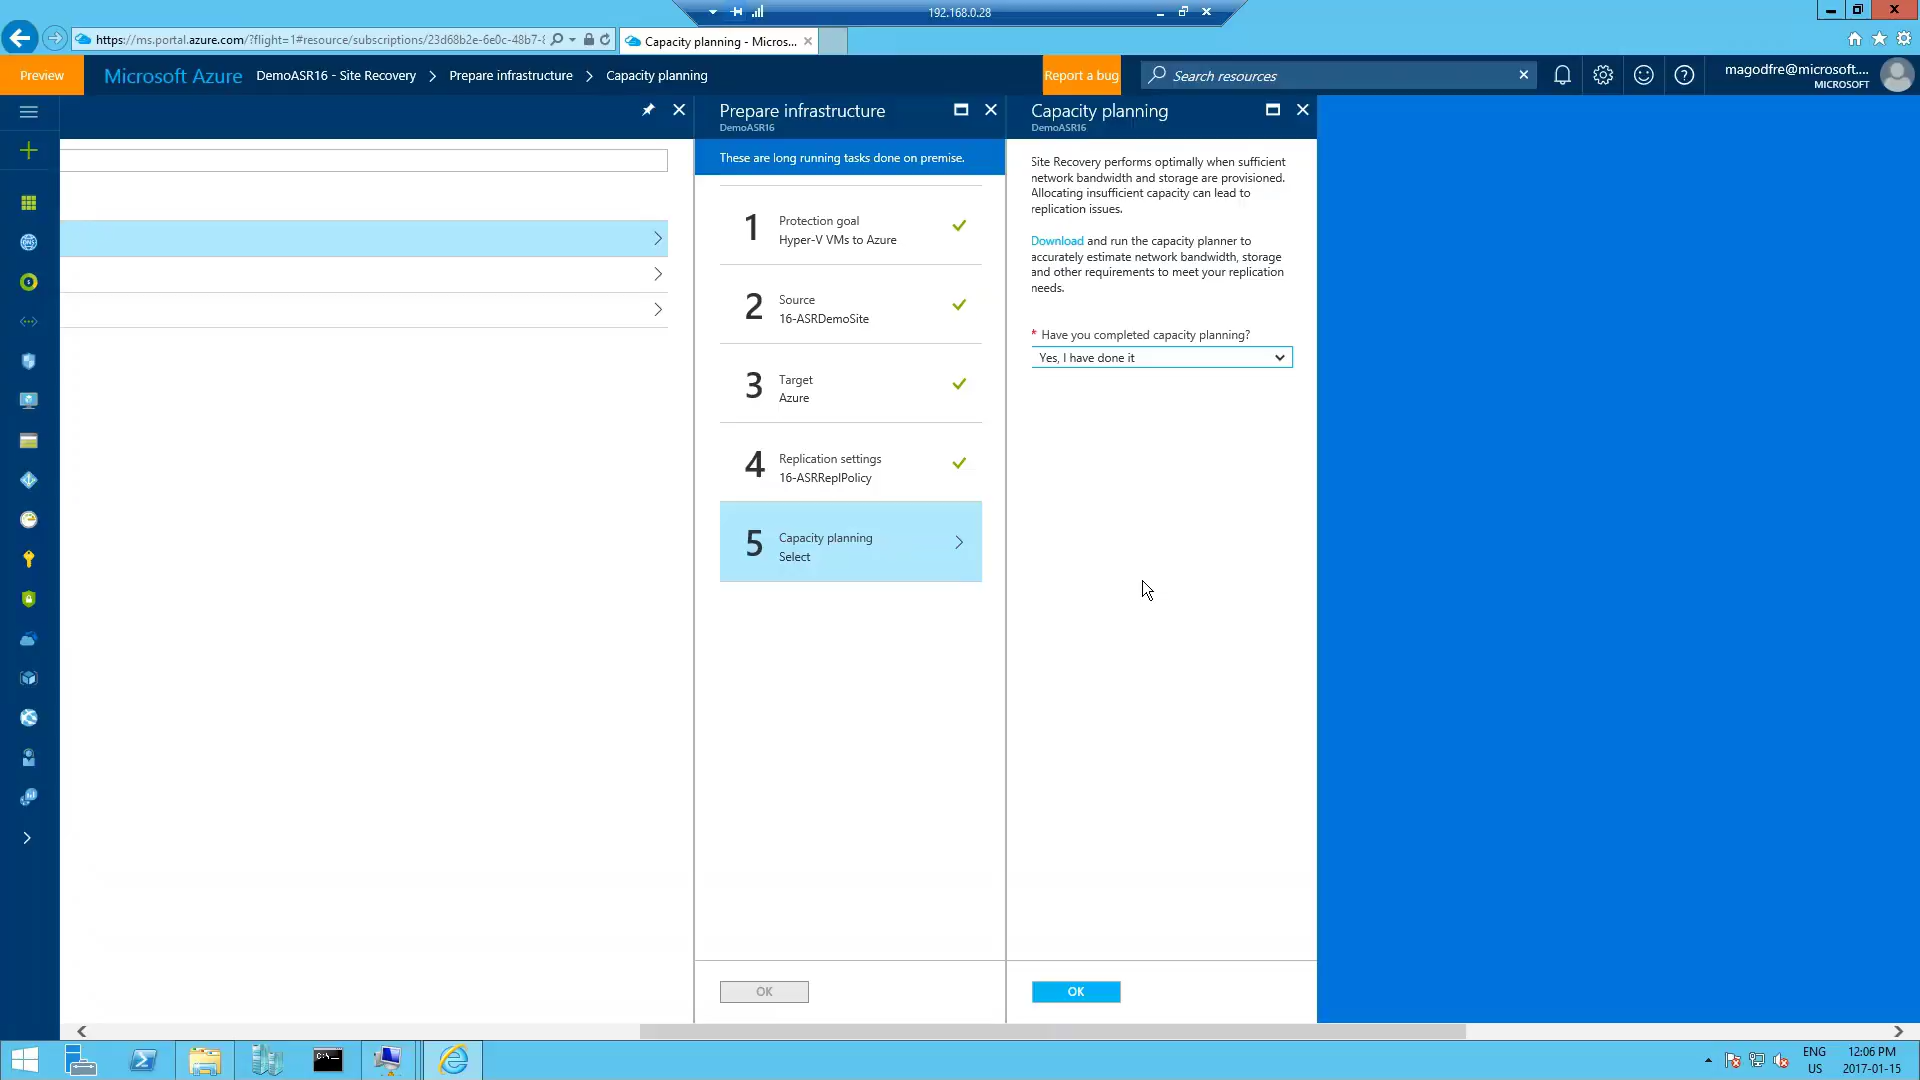 192.168.0.28
https://ms.portal.azure.com/?flight=1#resource/subscriptions/23d68b2e-6e0c-48b7-8
Capacity planning - Micros...
Preview
Microsoft Azure
DemoASR16 - Site Recovery > Prepare infrastructure > Capacity planning
Report a bug
Search resources
magodfre@microsoft....
MICROSOFT
Prepare infrastructure
DemoASR16
These are long running tasks done on premise.
1
Protection goal
Hyper-V VMs to Azure
2
Source
16-ASRDemoSite
3
Target
Azure
4
Replication settings
16-ASRReplPolicy
5
Capacity planning
Select
OK
Capacity planning
DemoASR16
Site Recovery performs optimally when sufficient
network bandwidth and storage are provisioned.
Allocating insufficient capacity can lead to
replication issues.
Download and run the capacity planner to
accurately estimate network bandwidth, storage
and other requirements to meet your replication
needs.
* Have you completed capacity planning?
Yes, I have done it
OK
ENG
US
12:06 PM
2017-01-15